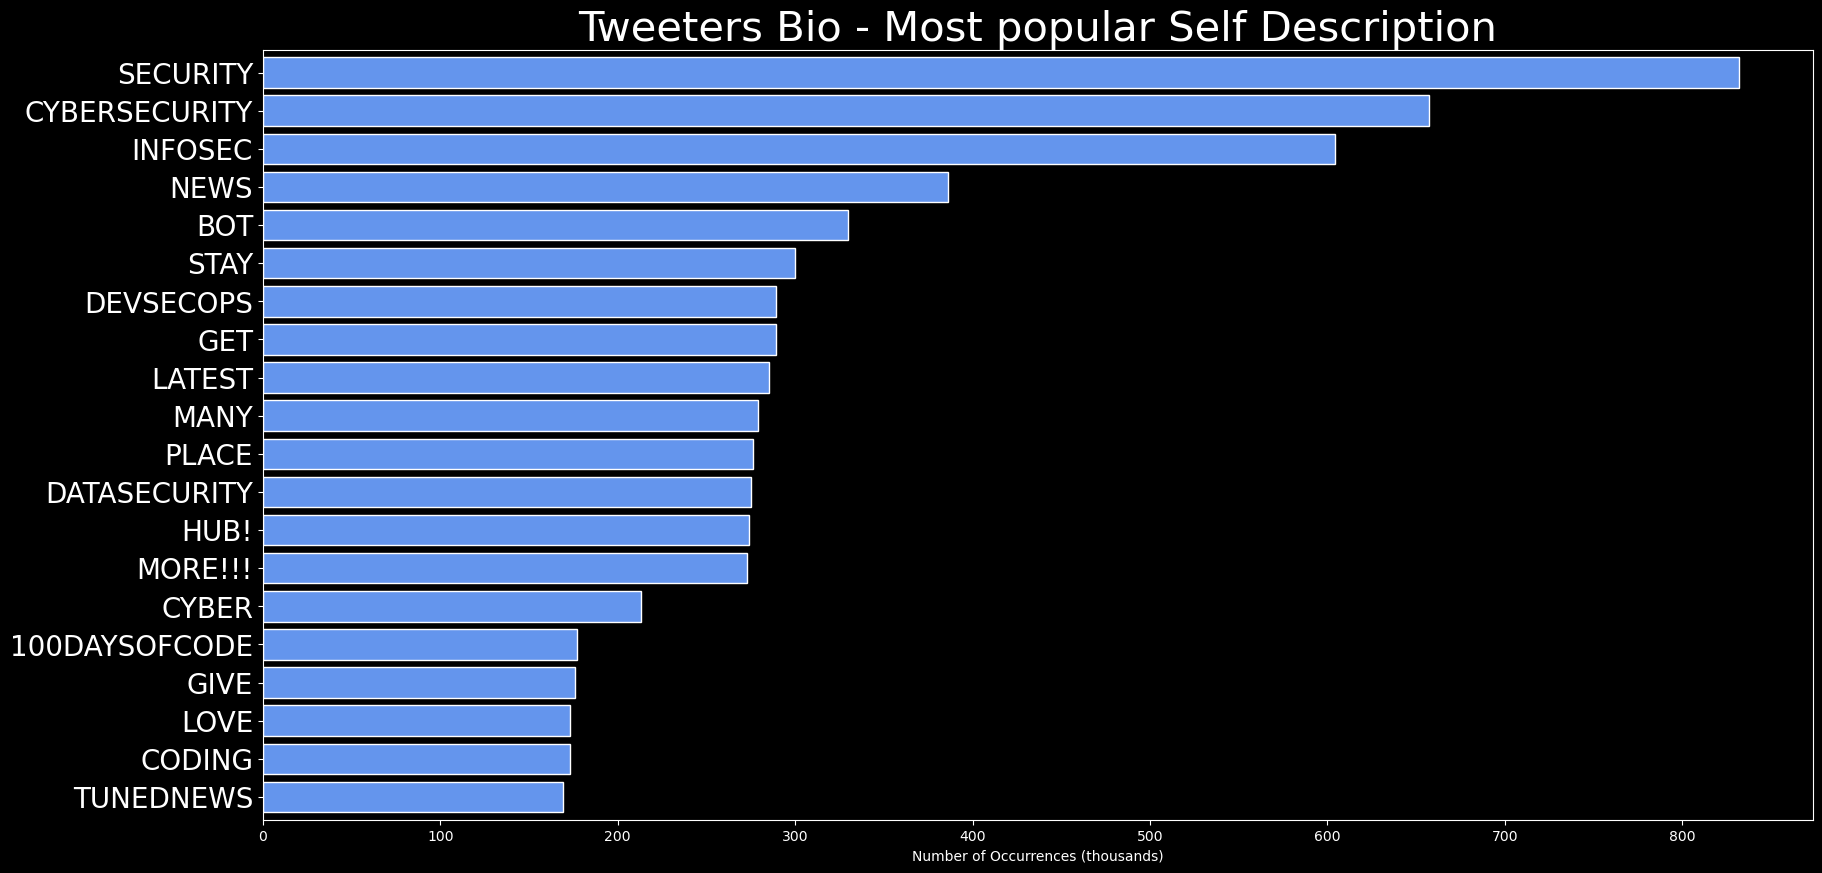 Tweeters Bio - Most popular Self Description
SECURITY
CYBERSECURITY
INFOSEC
NEWS
BOT
STAY
DEVSECOPS
GET
LATEST
MANY
PLACE
DATASECURITY
HUB!
MORE!!!
CYBER
100DAYSOFCODE
GIVE
LOVE
CODING
TUNEDNEWS
0 100 200 300 400 500 600 700 800
Number of Occurrences (thousands)